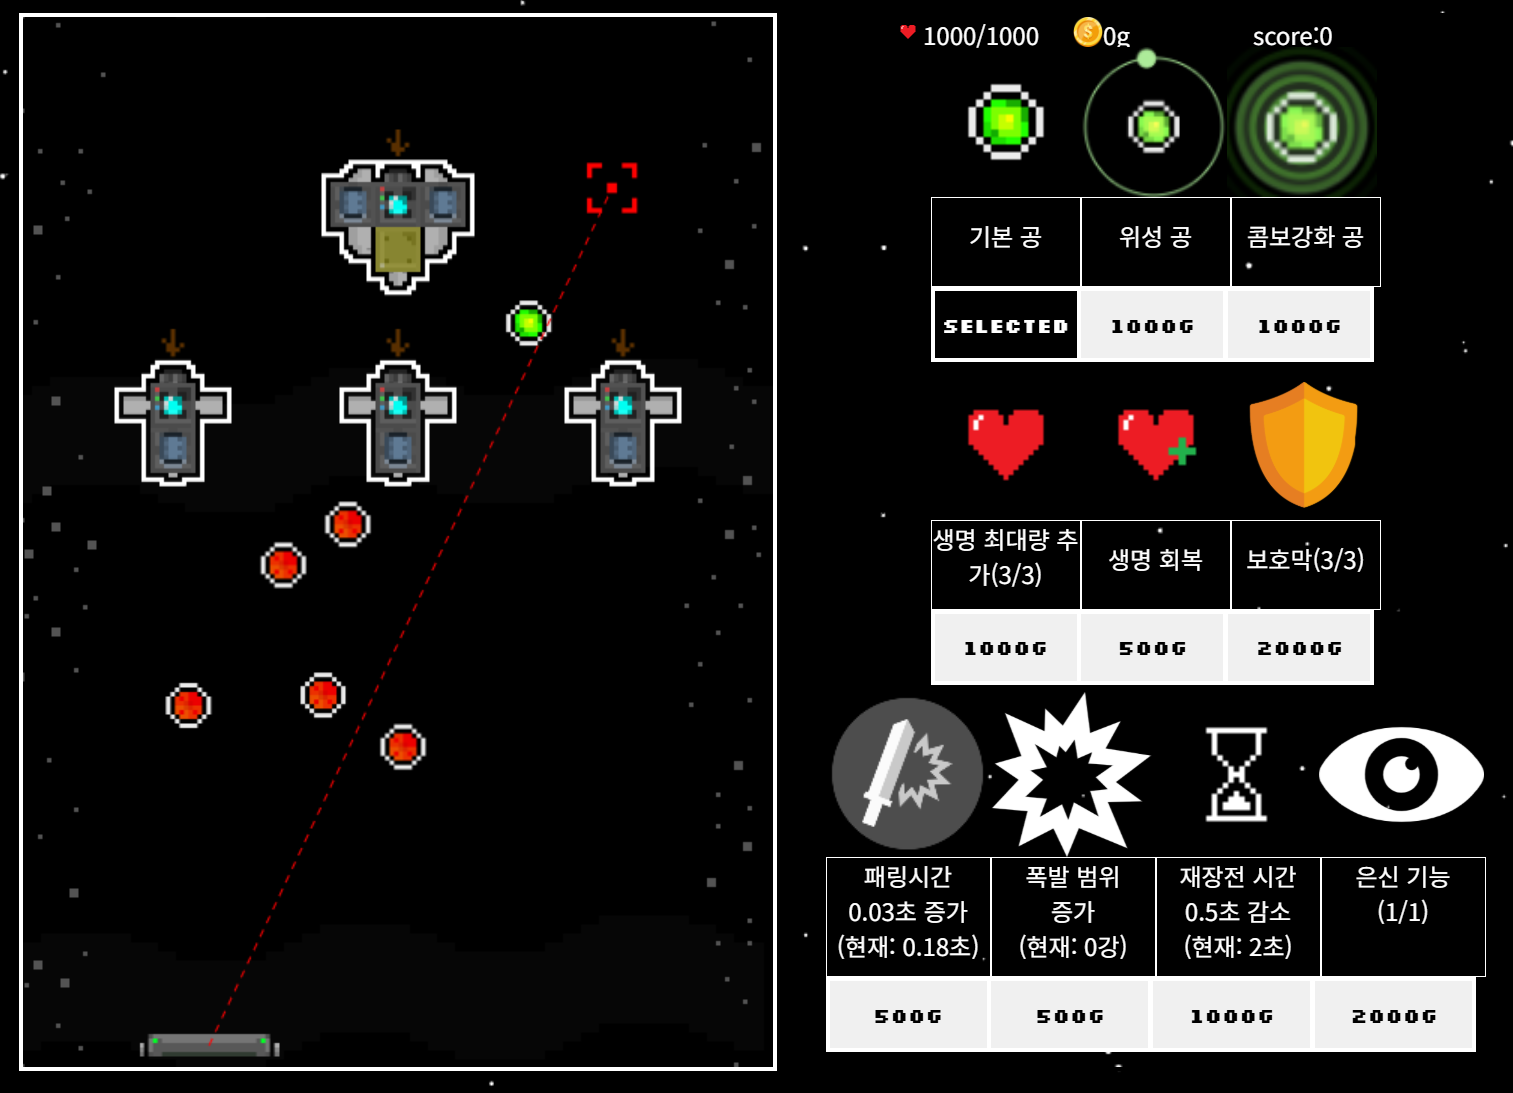 1000/1000
0g
score:0
기본 공
위성 공
콤보강화 공
SELECTED
1000G
1000G
생명 최대량 추
가(3/3)
생명 회복
보호막(3/3)
1000G
500G
2000G
패링시간
0.03초 증가
(현재: 0.18초)
폭발 범위
증가
(현재: 0강)
재장전 시간
0.5초 감소
(현재: 2초)
은신 기능
(1/1)
500G
500G
1000G
2000G